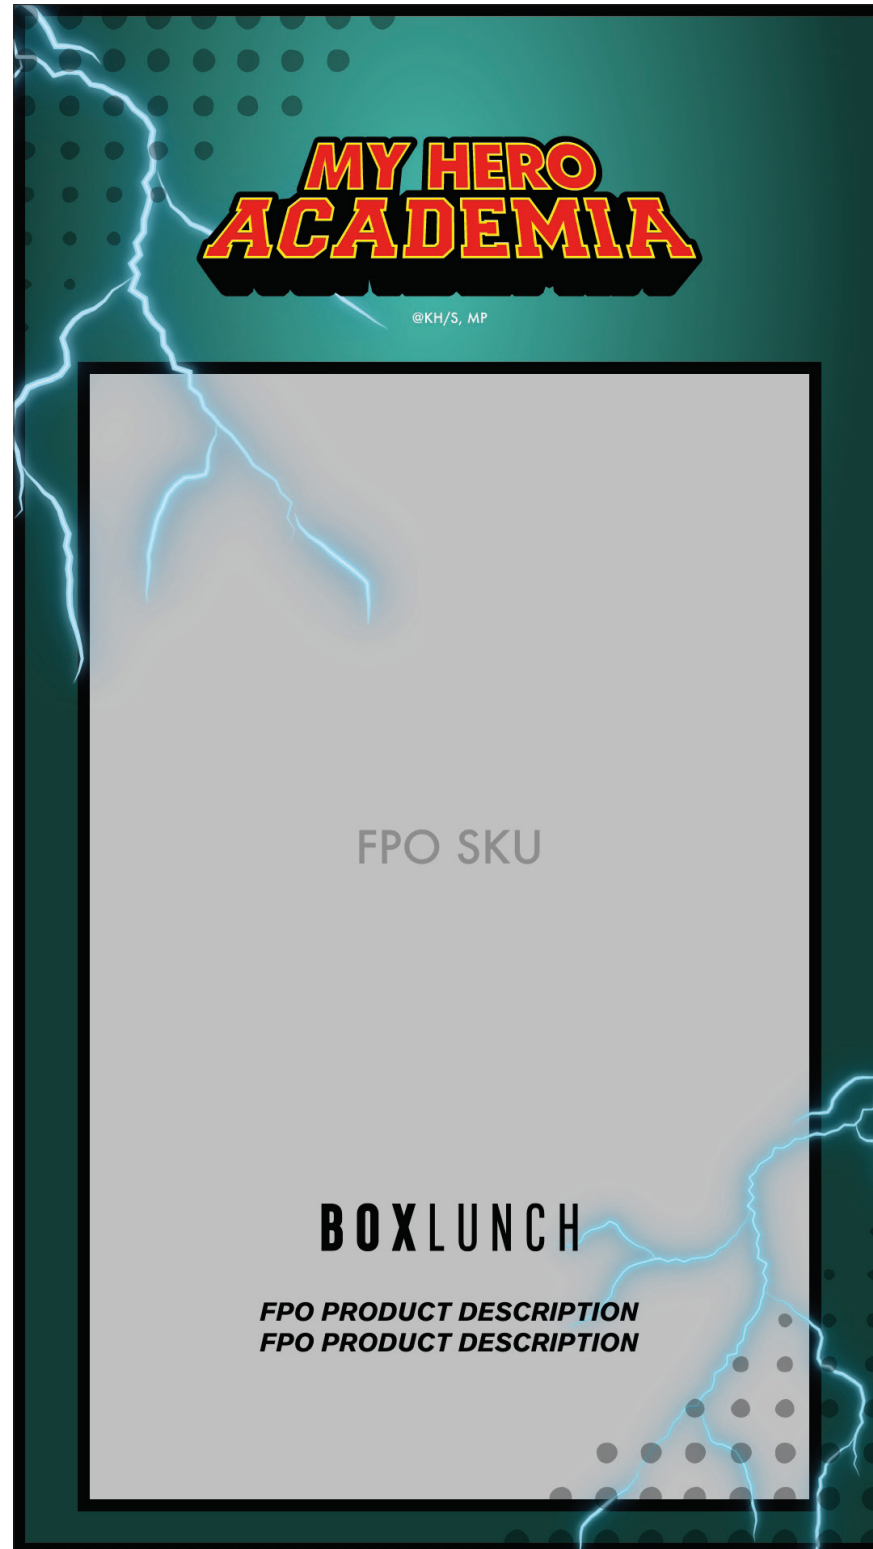 MY HERO
ACADEMIA
@KH/S, MP
FPO SKU
BOXLUNCH
FPO PRODUCT DESCRIPTION
FPO PRODUCT DESCRIPTION